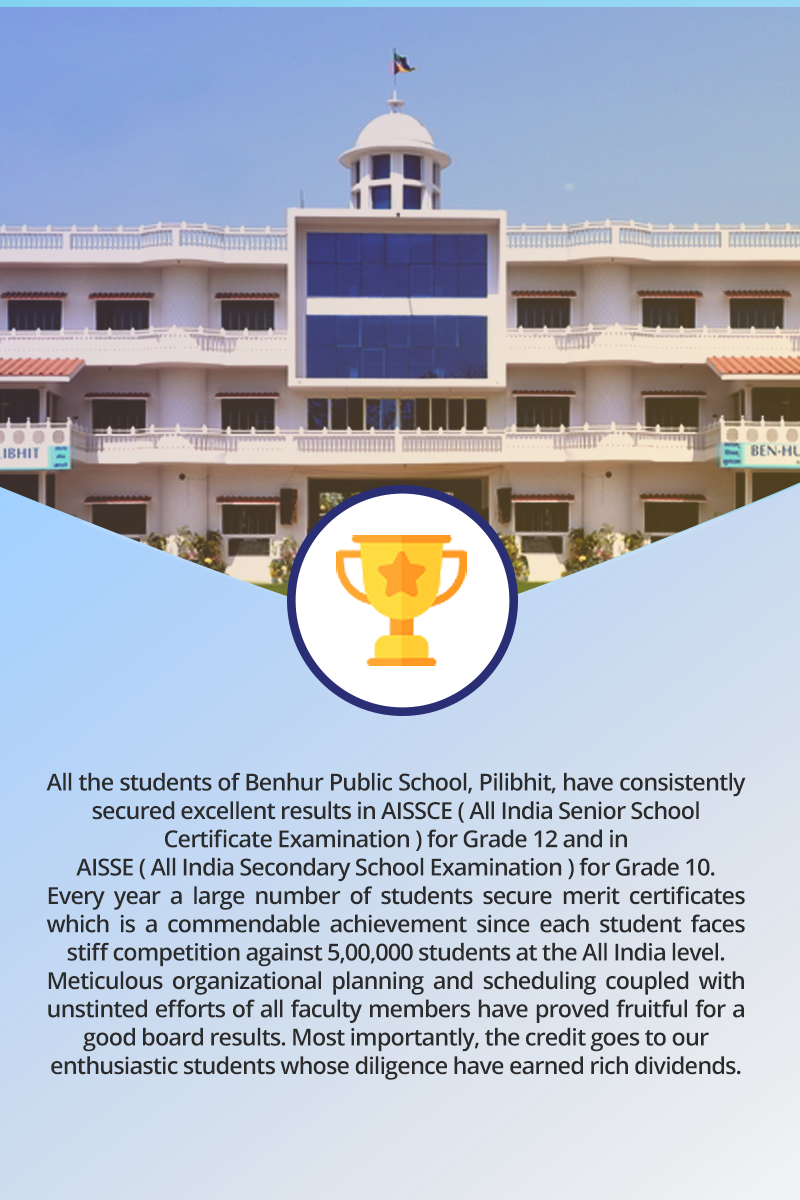 IBHIT
BEN-HU
All the students of Benhur Public School, Pilibhit, have consistently
secured excellent results in AISSCE ( All India Senior School
Certificate Examination ) for Grade 12 and in
AISSE ( All India Secondary School Examination ) for Grade 10.
Every year a large number of students secure merit certificates
which is a commendable achievement since each student faces
stiff competition against 5,00,000 students at the All India level.
Meticulous organizational planning and scheduling coupled with
unstinted efforts of all faculty members have proved fruitful for a
good board results. Most importantly, the credit goes to our
enthusiastic students whose diligence have earned rich dividends.